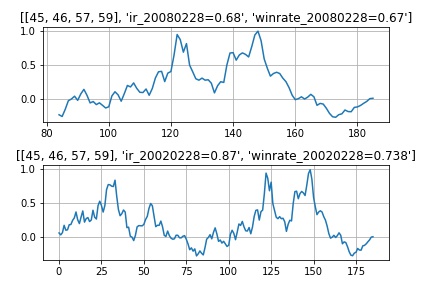 [[45, 46, 57, 59], 'ir_20080228=0.68', 'winrate_20080228=0.67']
1.0
0.5
0.0
80 100 120 140 160 180
[[45, 46, 57, 59], 'ir_20020228=0.87', 'winrate_20020228=0.738']
1.0
0.5
0.0
0 25 50 75 100 125 150 175